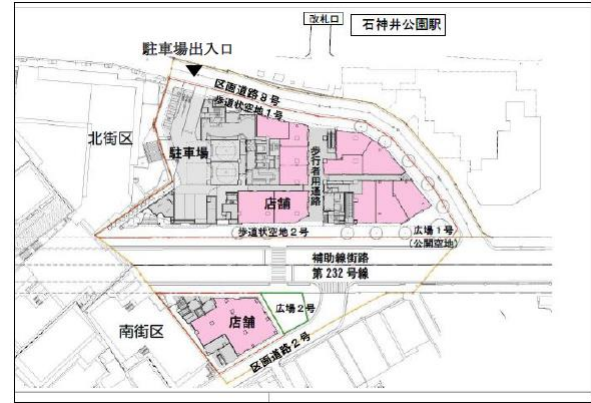 改札口
石神井公園駅
駐車場出入口
区画道路8号
歩道状空地1号
北街区
駐車場
歩行者用通路
店舗
歩道状空地2号
広場1号
(公開空地)
補助線街路
第232号線
広場2号
店舗
南街区
区画道路2号